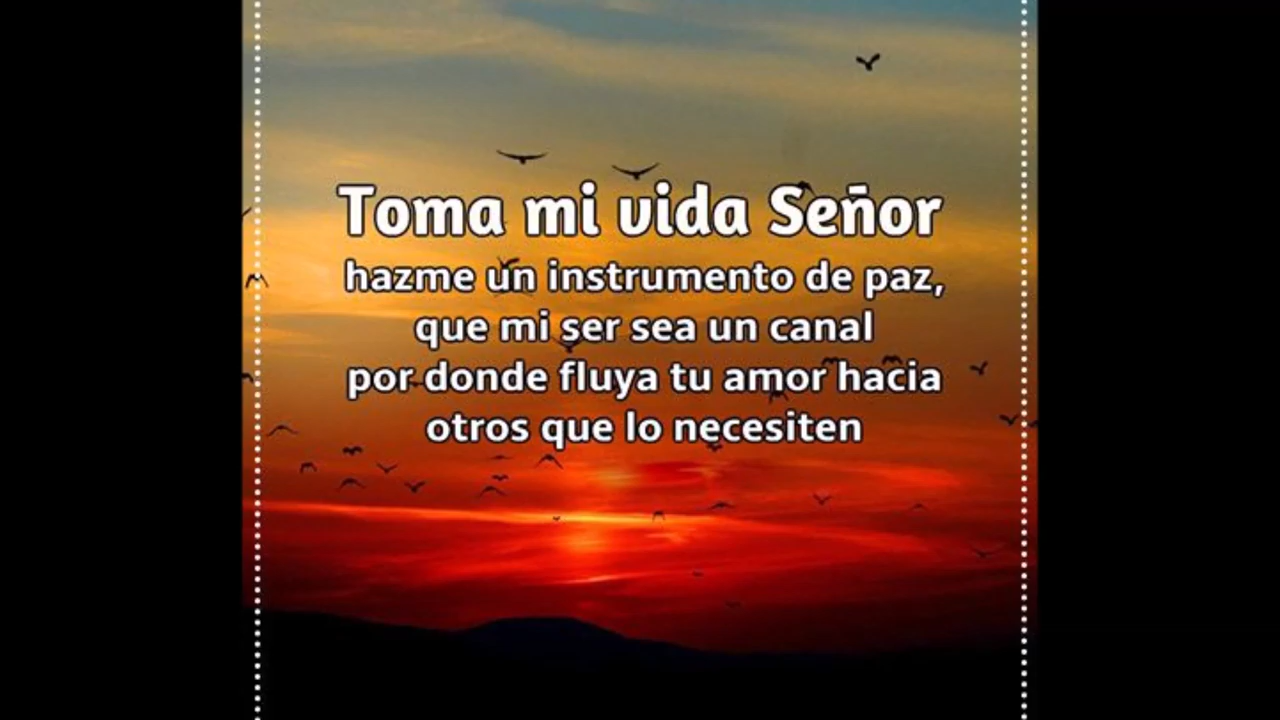 Toma mi vida Señor
hazme un instrumento de paz,
que mi ser sea un canal
por donde fluya tu amor hacia
otros que lo necesiten